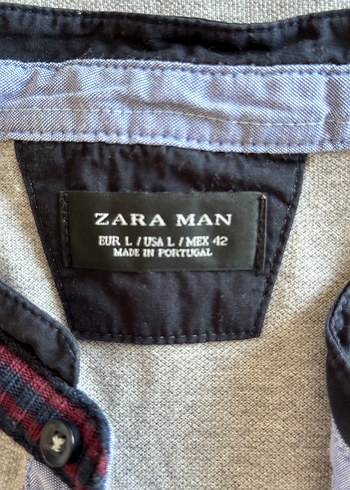 ZARA MAN
EUR L / USA L / MEX 42
MADE IN PORTUGAL